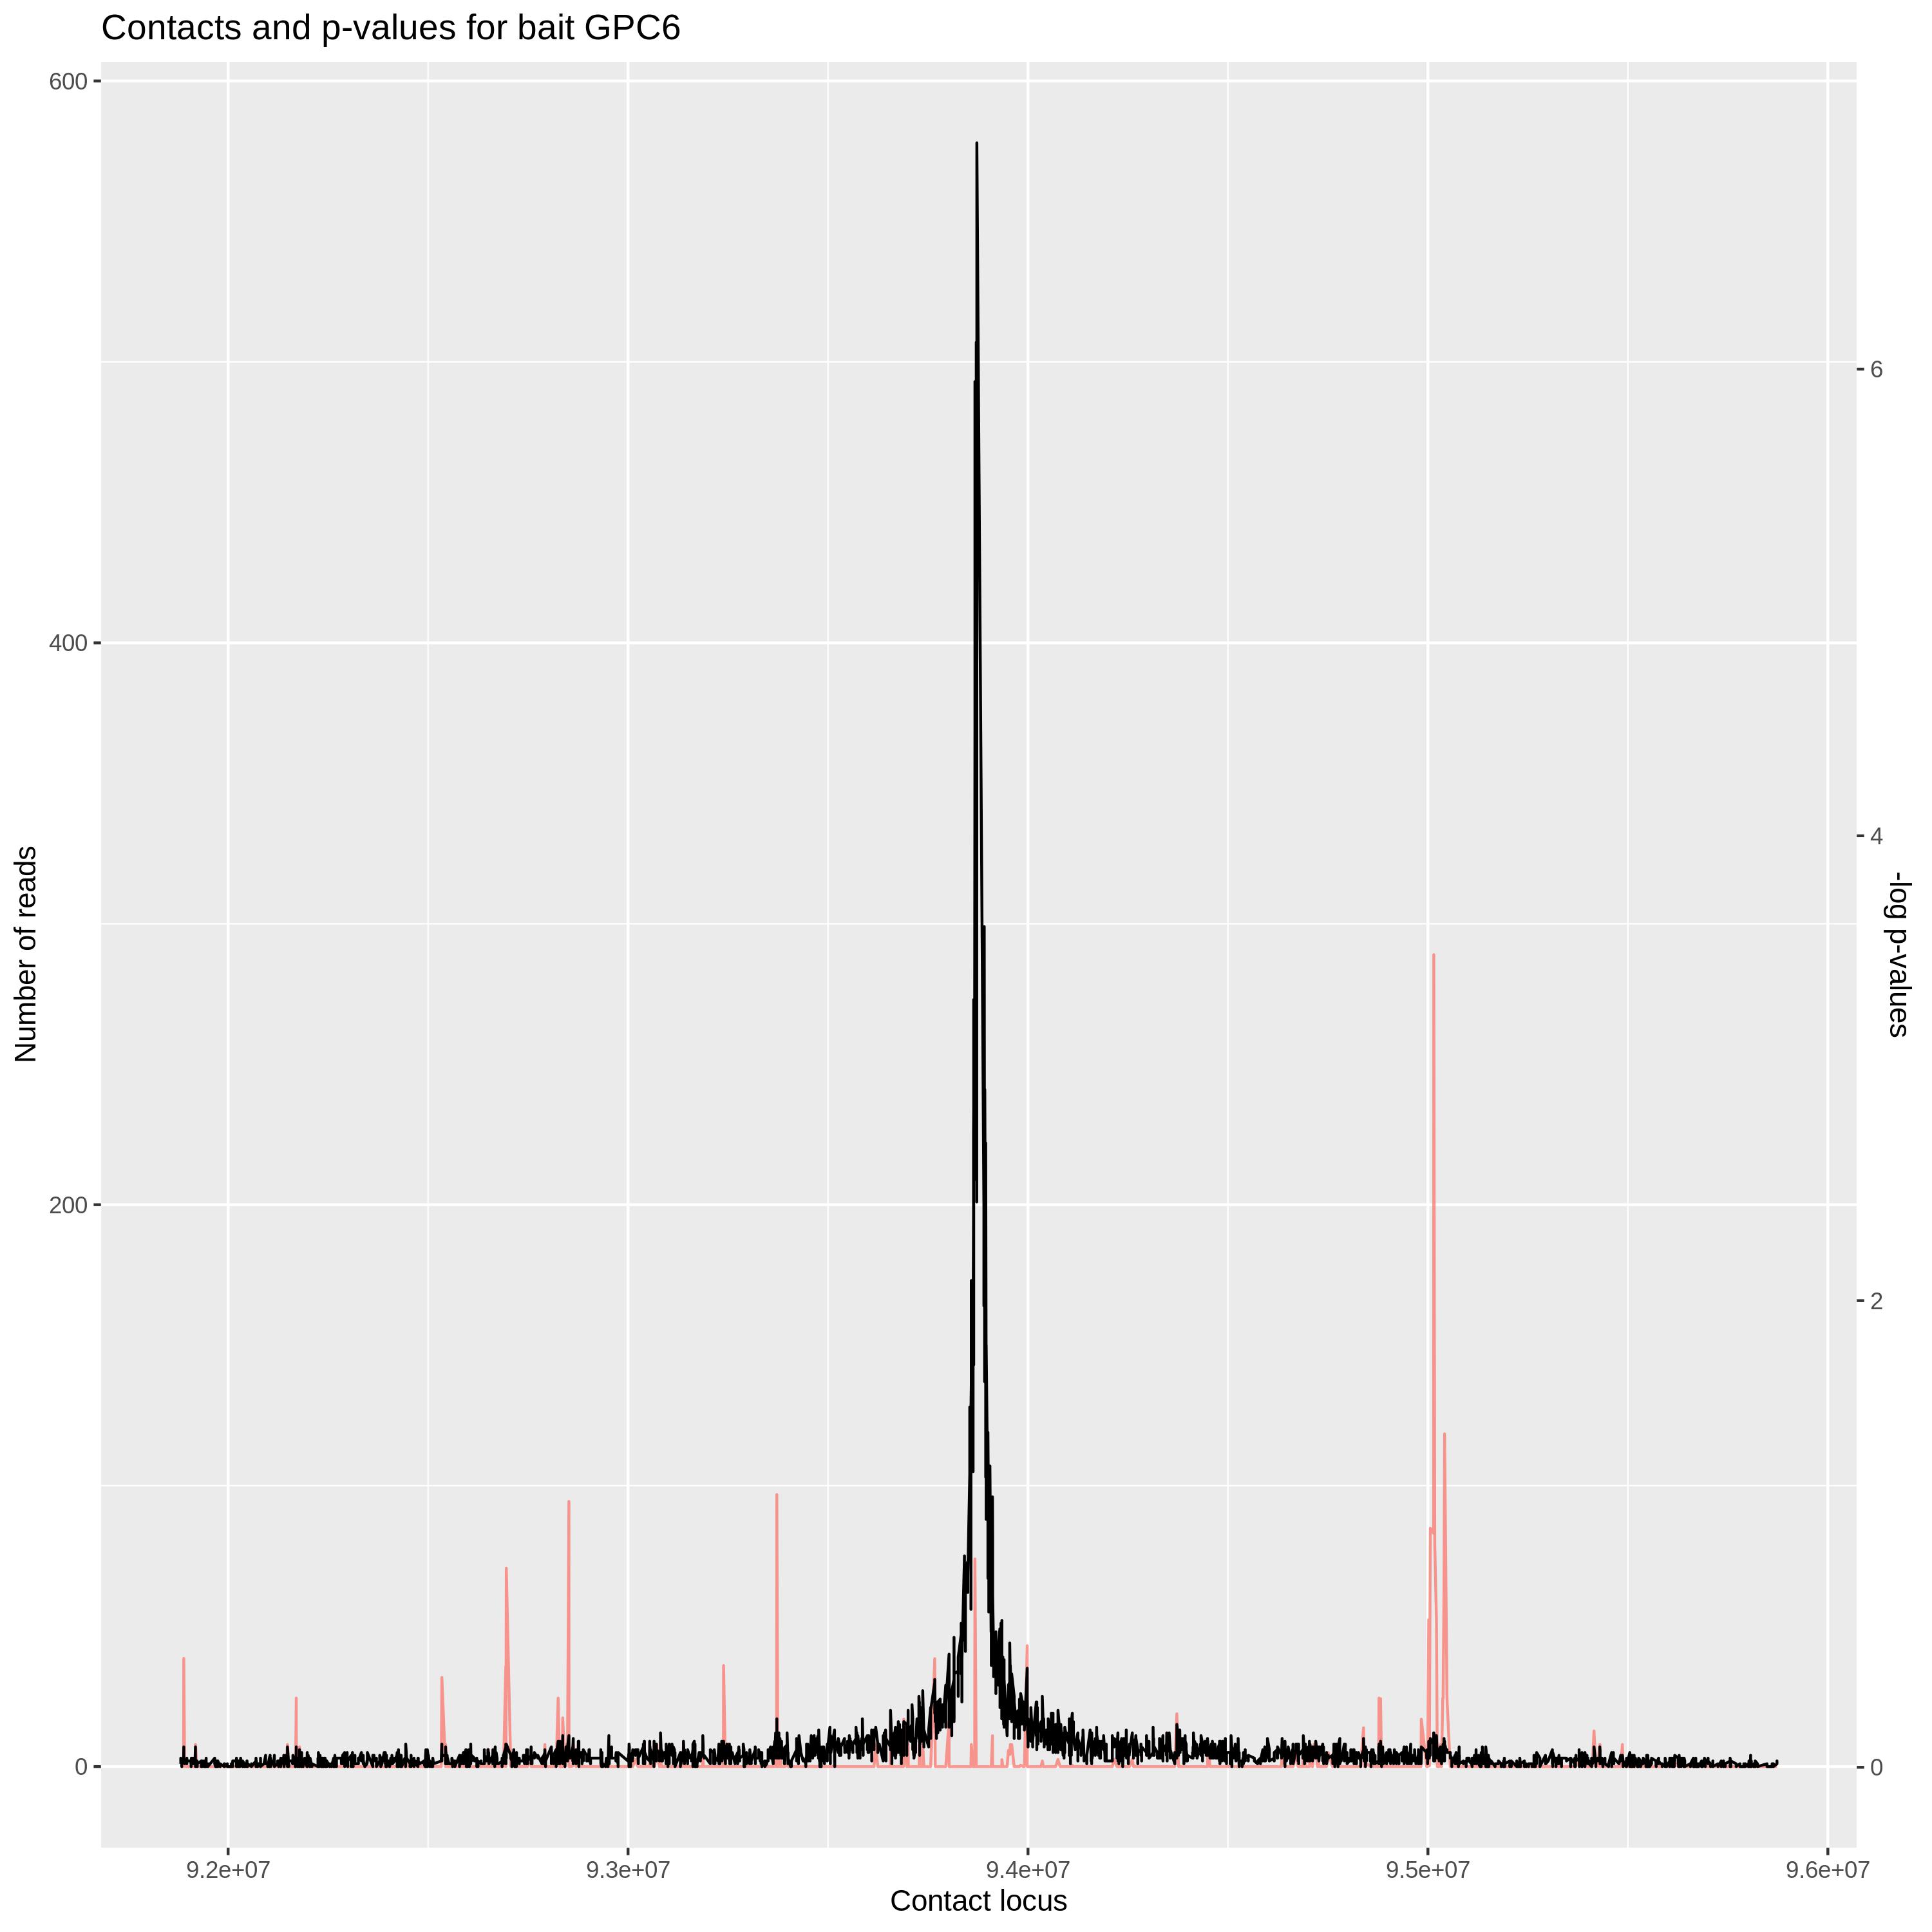 Contacts and p-values for bait GPC6
600
400
200
0
Number of reads
6
4
2
0
-log p-values
9.2e+07
9.3e+07
9.4e+07
9.5e+07
9.6e+07
Contact locus